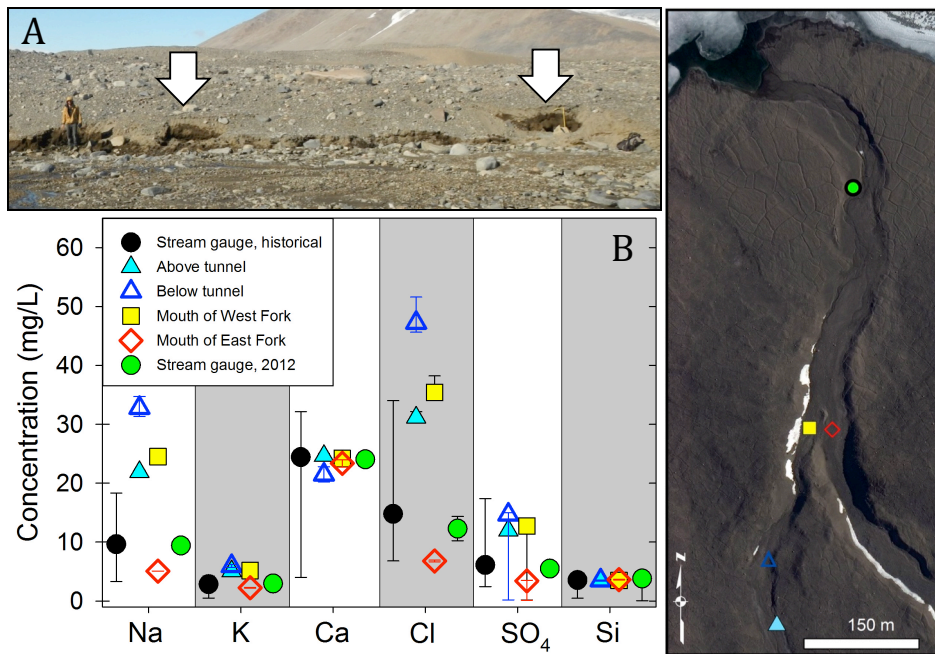 A
B
60
50
40
30
20
10
0
Concentration (mg/L)
Stream gauge, historical
Above tunnel
Below tunnel
Mouth of West Fork
Mouth of East Fork
Stream gauge, 2012
Na
K
Ca
Cl
SO4
Si
N
150 m